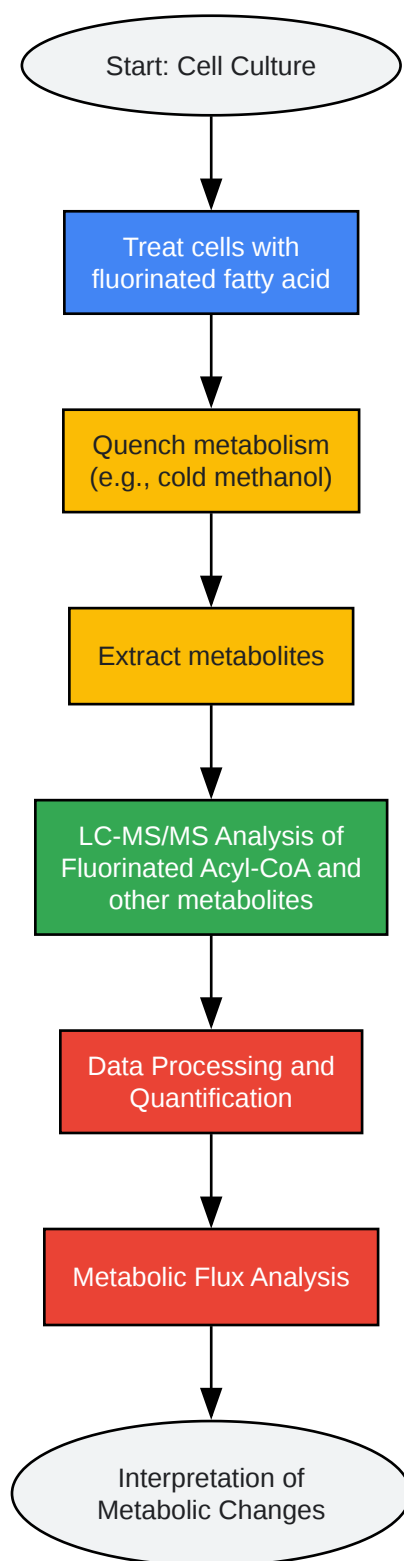 Start: Cell Culture
Treat cells with
fluorinated fatty acid
Quench metabolism
(e.g., cold methanol)
Extract metabolites
LC-MS/MS Analysis of
Fluorinated Acyl-CoA and
other metabolites
Data Processing and
Quantification
Metabolic Flux Analysis
Interpretation of
Metabolic Changes